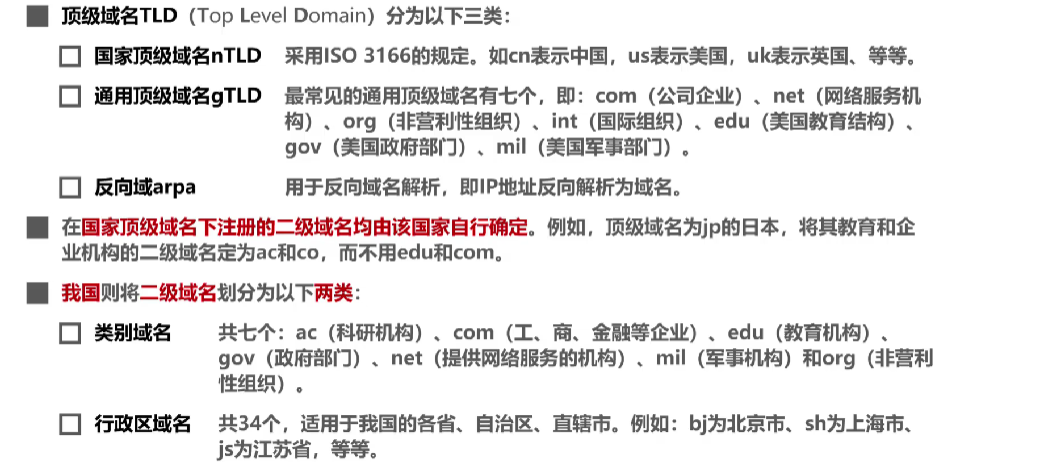 顶级域名TLD（Top Level Domain）分为以下三类：
国家顶级域名nTLD 采用ISO 3166的规定。如cn表示中国，us表示美国，uk表示英国、等等。
通用顶级域名gTLD 最常见的通用顶级域名有七个，即：com（公司企业）、net（网络服务机
构）、org（非营利性组织）、int（国际组织）、edu（美国教育结构）、
gov（美国政府部门）、mil（美国军事部门）。
反向域arpa 用于反向域名解析，即IP地址反向解析为域名。
在国家顶级域名下注册的二级域名均由该国家自行确定。例如，顶级域名为jp的日本，将其教育和企
业机构的二级域名定为ac和co，而不用edu和com。
我国则将二级域名划分为以下两类：
类别域名 共七个：ac（科研机构）、com（工、商、金融等企业）、edu（教育机构）、
gov（政府部门）、net（提供网络服务的机构）、mil（军事机构）和org（非营利
性组织）。
行政区域名 共34个，适用于我国的各省、自治区、直辖市。例如：bj为北京市、sh为上海市、
js为江苏省，等等。